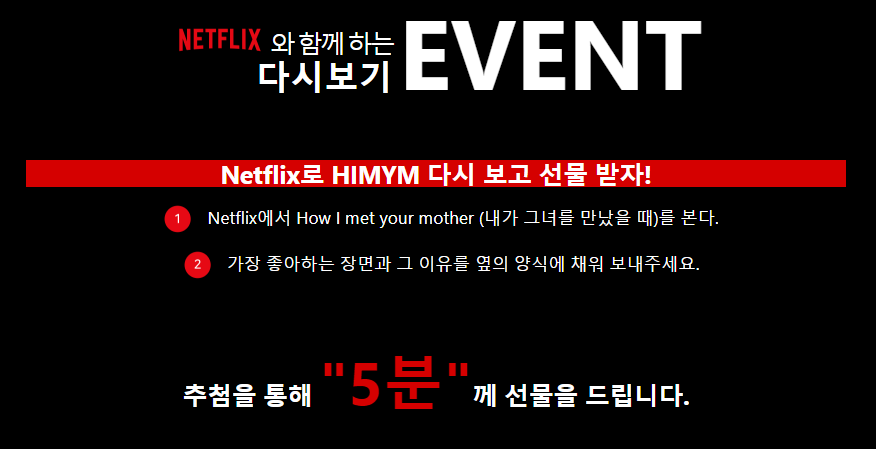 NETFLIX 와 함께 하는
다시보기 EVENT
Netflix로 HIMYM 다시 보고 선물 받자!
1 Netflix에서 How I met your mother (내가 그녀를 만났을 때)를 본다.
2 가장 좋아하는 장면과 그 이유를 옆의 양식에 채워 보내주세요.
추첨을 통해 "5분"께 선물을 드립니다.